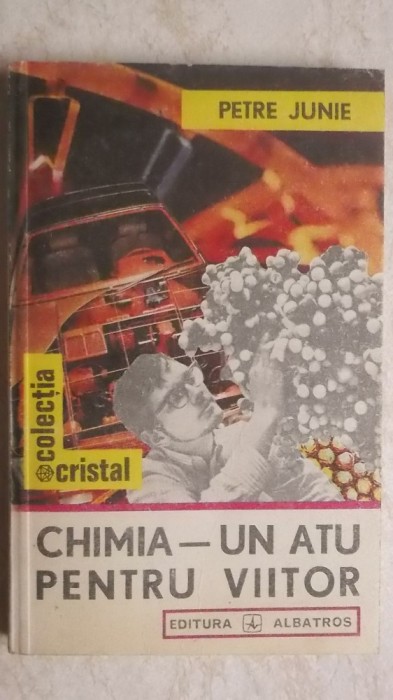 PETRE JUNIE
colecția
cristal
CHIMIA — UN ATU
PENTRU VIITOR
EDITURA ALBATROS